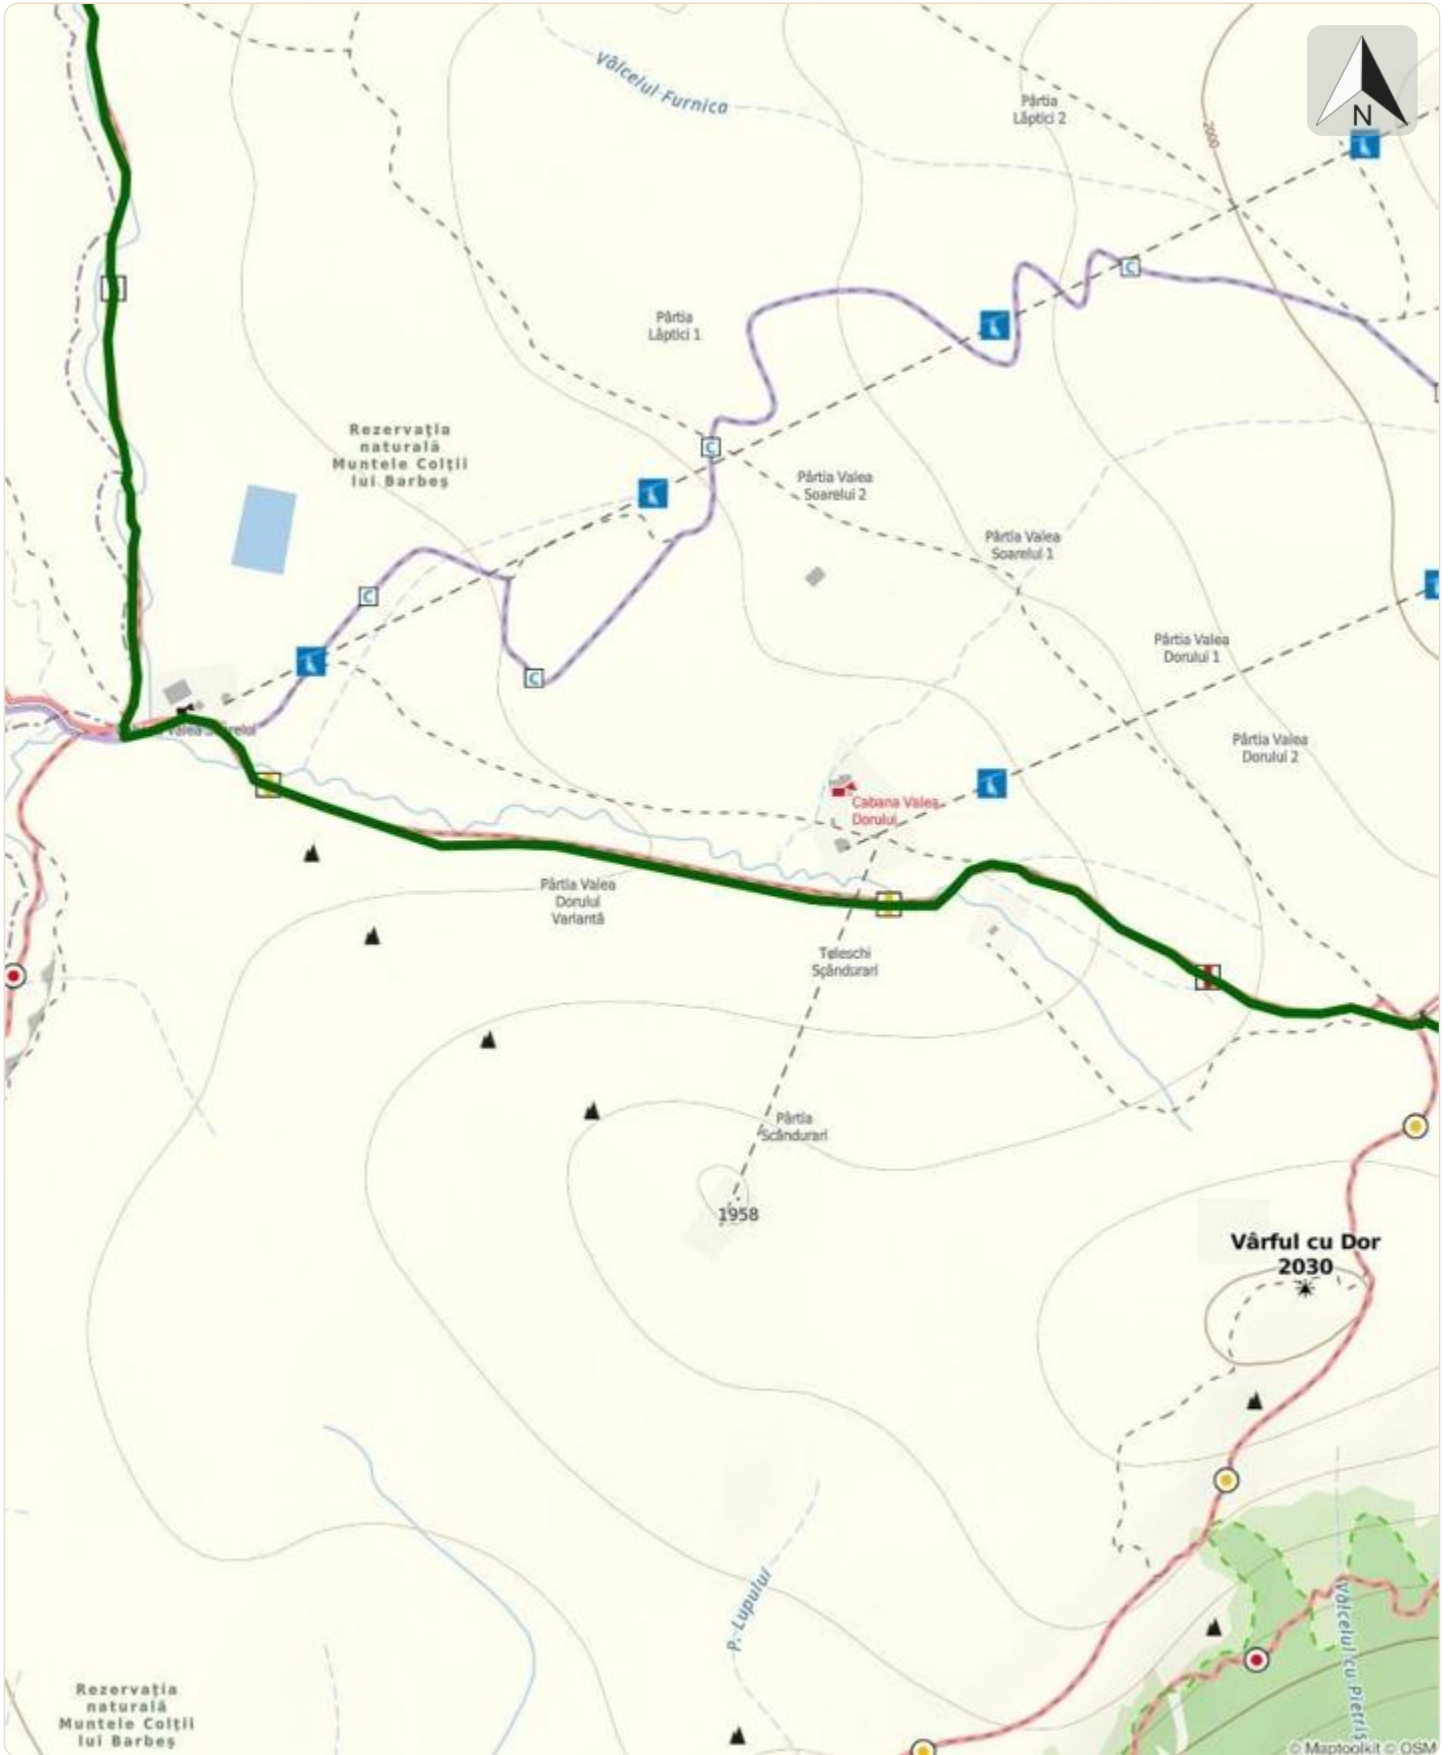 Vâlcelul Furnica
Pârtia
Lăptici 2
N
2000
C
Pârtia
Lăptici 1
Rezervația
naturală
Muntele Colții
lui Barbeș
C
Pârtia Valea
Soarelui 2
Pârtia Valea
Soarelui 1
C
C
Pârtia Valea
Dorului 1
Pârtia Valea
Dorului 2
Cabana Valea
Dorului
Pârtia Valea
Dorului
Variantă
Teleschi
Scândurari
Pârtia
Scândurari
1958
Vârful cu Dor
2030
P. Lupului
Vâlcelul cu Pietriș
Rezervația
naturală
Muntele Colții
lui Barbeș
© Maptoolkit © OSM